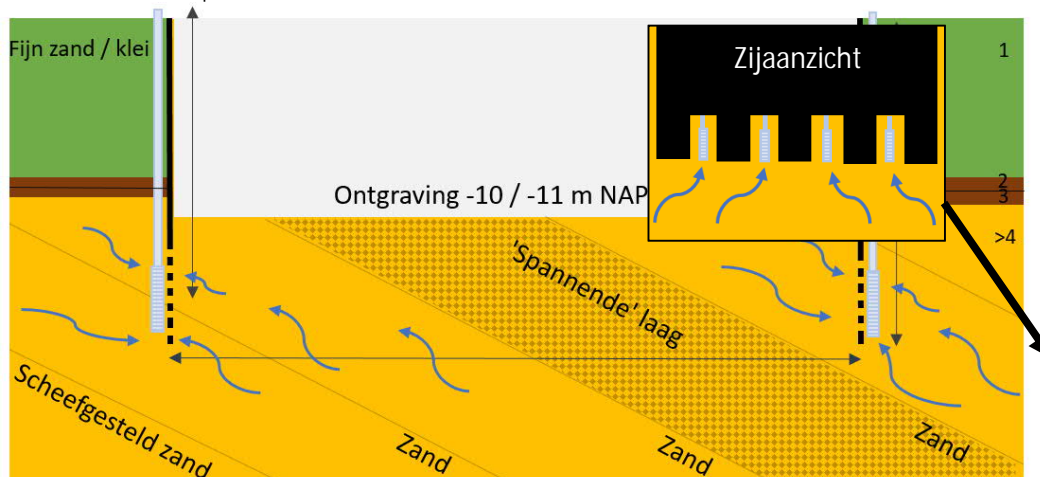 Fijn zand / klei
Zijaanzicht
1
2
Ontgraving -10 / -11 m NAP
3
>4
'Spannende' laag
Scheefgesteld zand
Zand
Zand
Zand